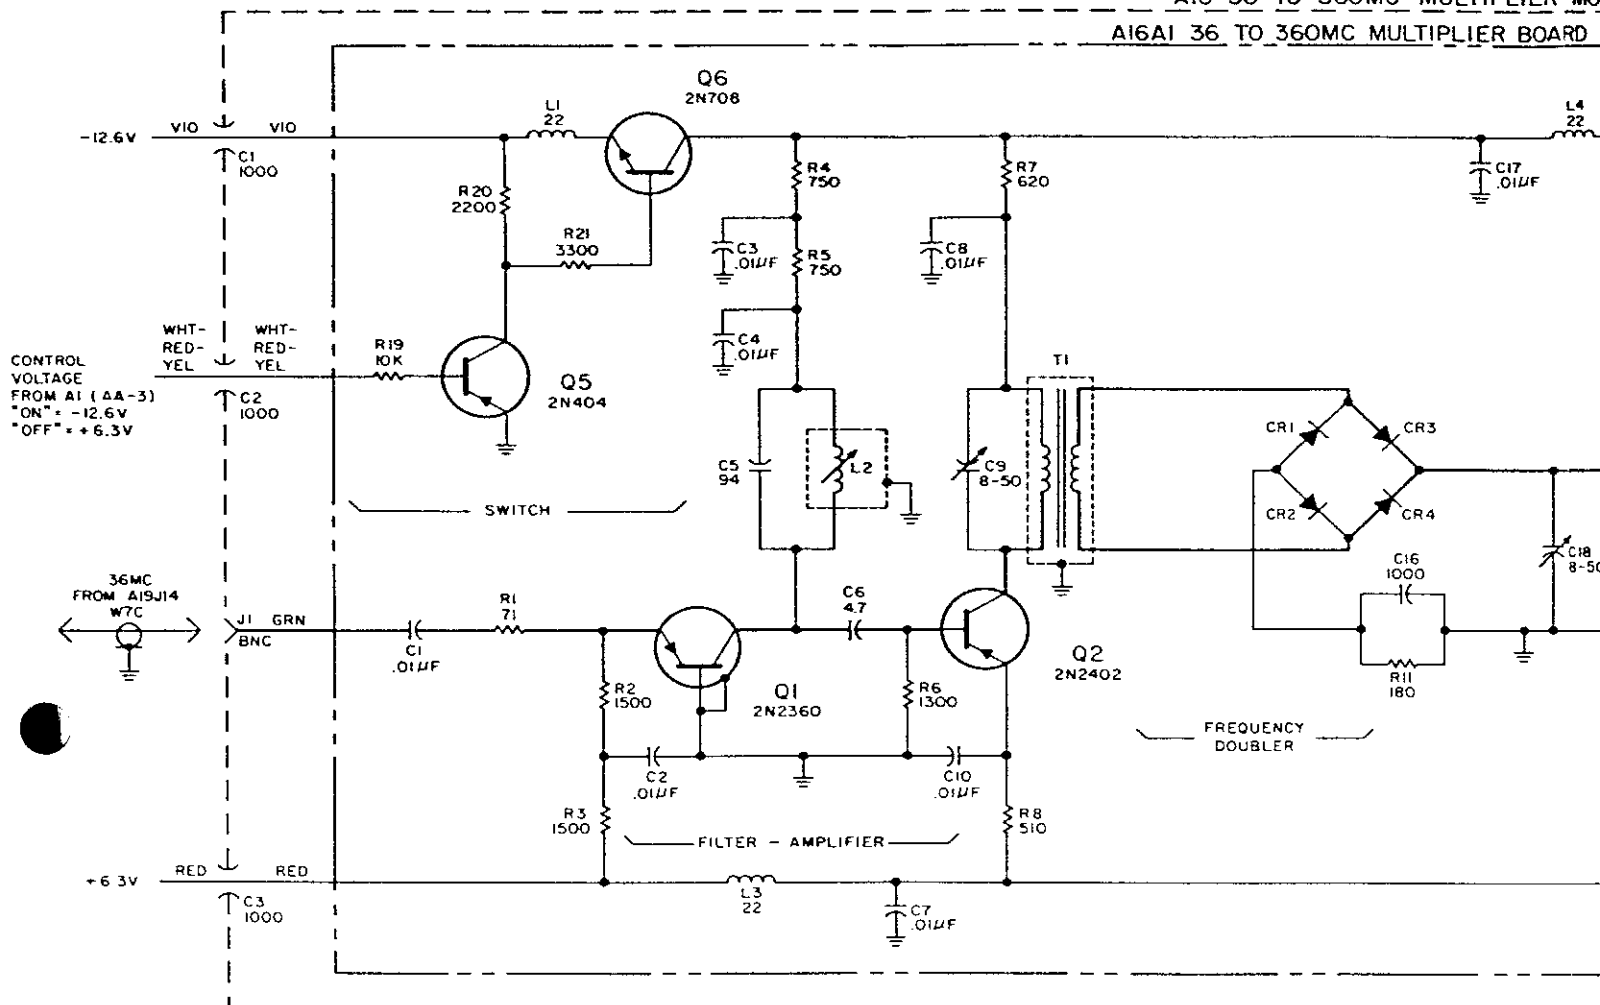 A16A1 36 TO 360MC MULTIPLIER BOARD
Q6
2N708
L1
22
L4
22
-12.6V
VIO
VIO
C1
1000
R20
2200
R21
3300
R4
750
R7
620
C17
.01µF
C3
.01µF
R5
750
C8
.01µF
C4
.01µF
WHT-
RED-
YEL
WHT-
RED-
YEL
R19
10K
CONTROL
VOLTAGE
FROM A1 (AA-3)
"ON" = -12.6V
"OFF" = +6.3V
C2
1000
Q5
2N404
T1
CR1
CR3
C5
94
L2
C9
8-50
CR2
CR4
SWITCH
C18
C16
1000
36MC
FROM A19J14
W7C
J1
GRN
BNC
C1
.01µF
R1
71
C6
4.7
Q2
2N2402
R11
180
R2
1500
Q1
2N2360
R6
1300
FREQUENCY
DOUBLER
C2
.01µF
C10
.01µF
R3
1500
R8
510
FILTER - AMPLIFIER
+6.3V
RED
RED
L3
22
C3
1000
C7
.01µF